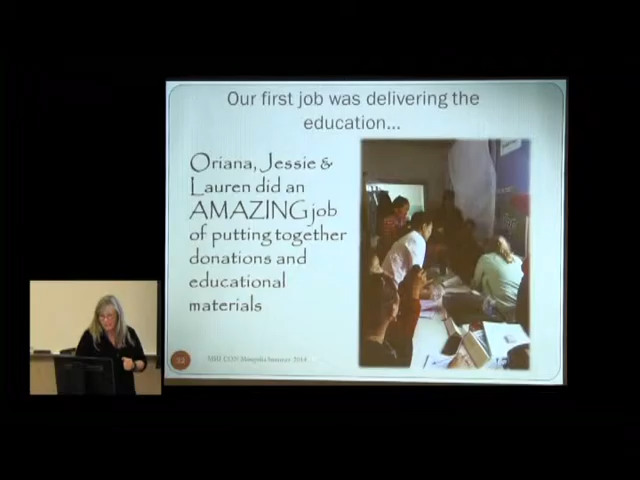 Our first job was delivering the
education...
Oriana, Jessie &
Lauren did an
AMAZING job
of putting together
donations and
educational
materials